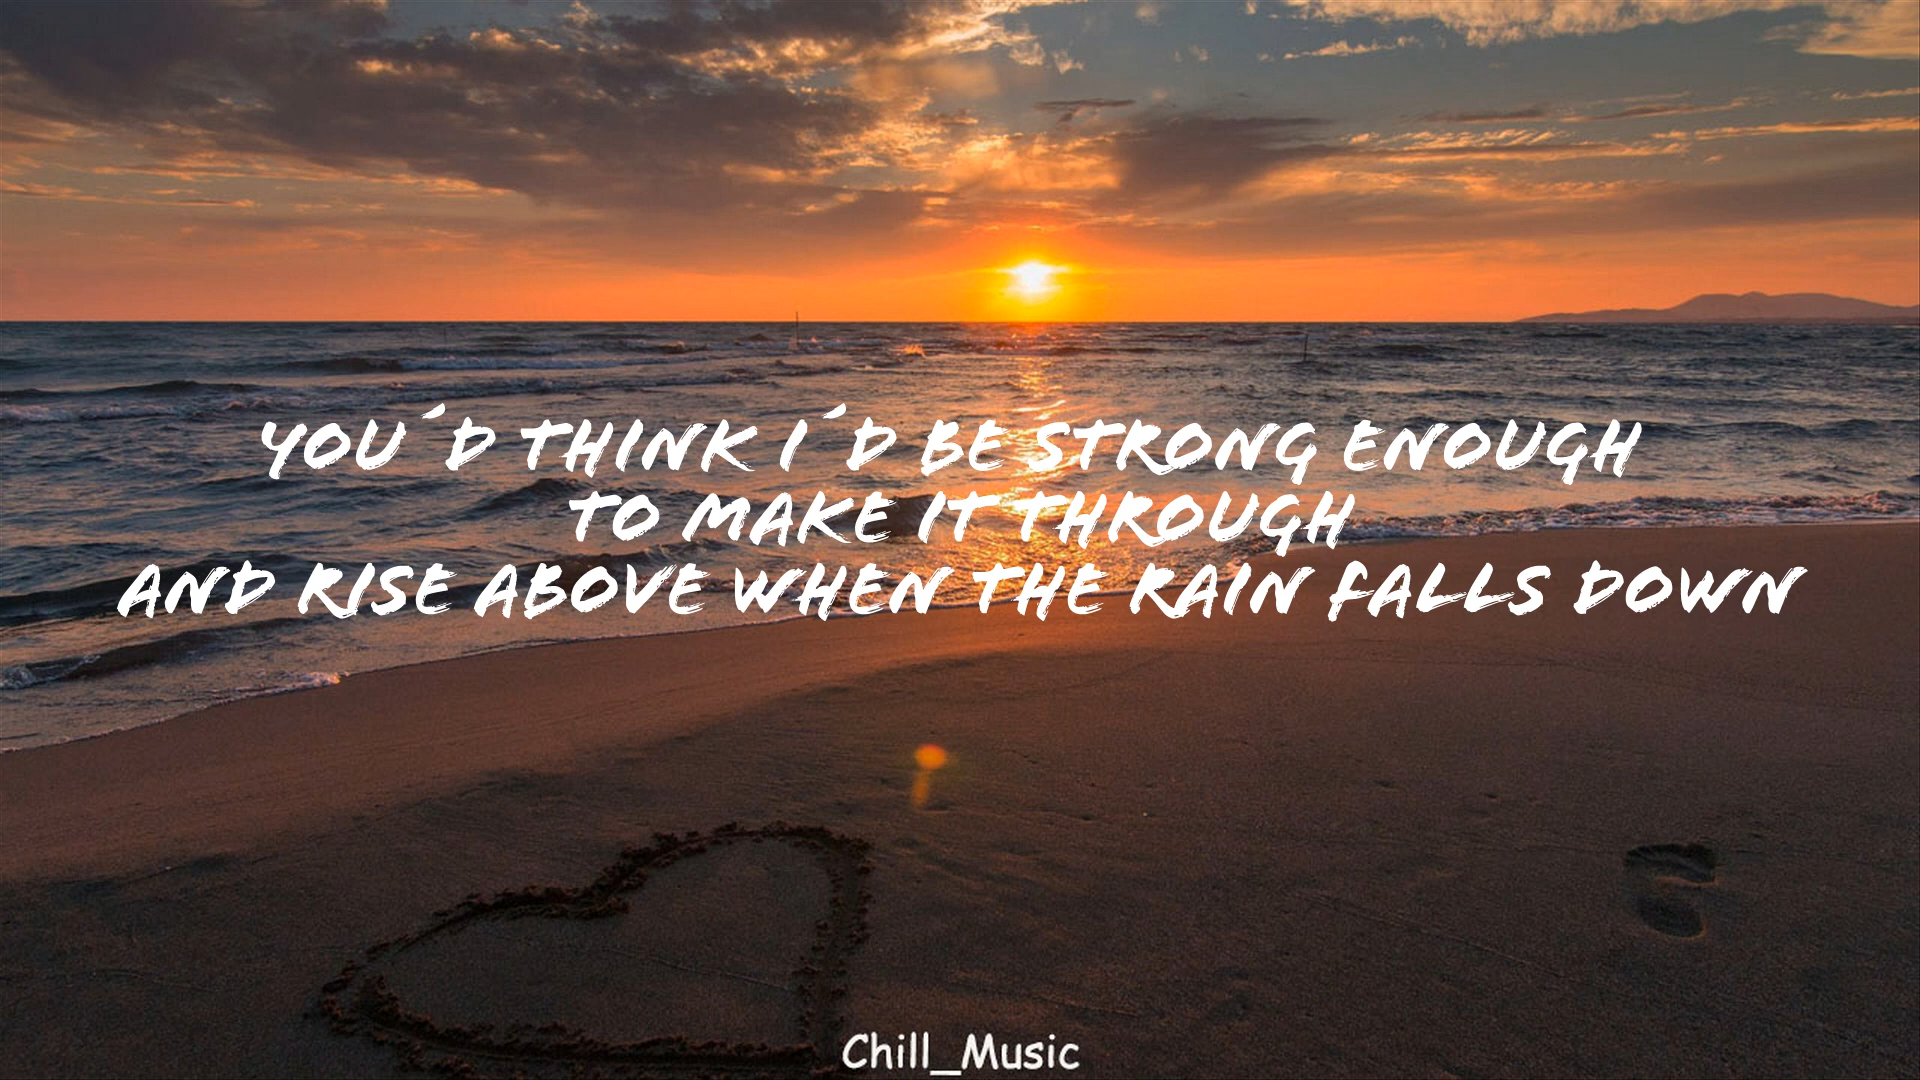 YOU´D THINK I´D BE STRONG ENOUGH
TO MAKE IT THROUGH
AND RISE ABOVE WHEN THE RAIN FALLS DOWN
Chill_Music